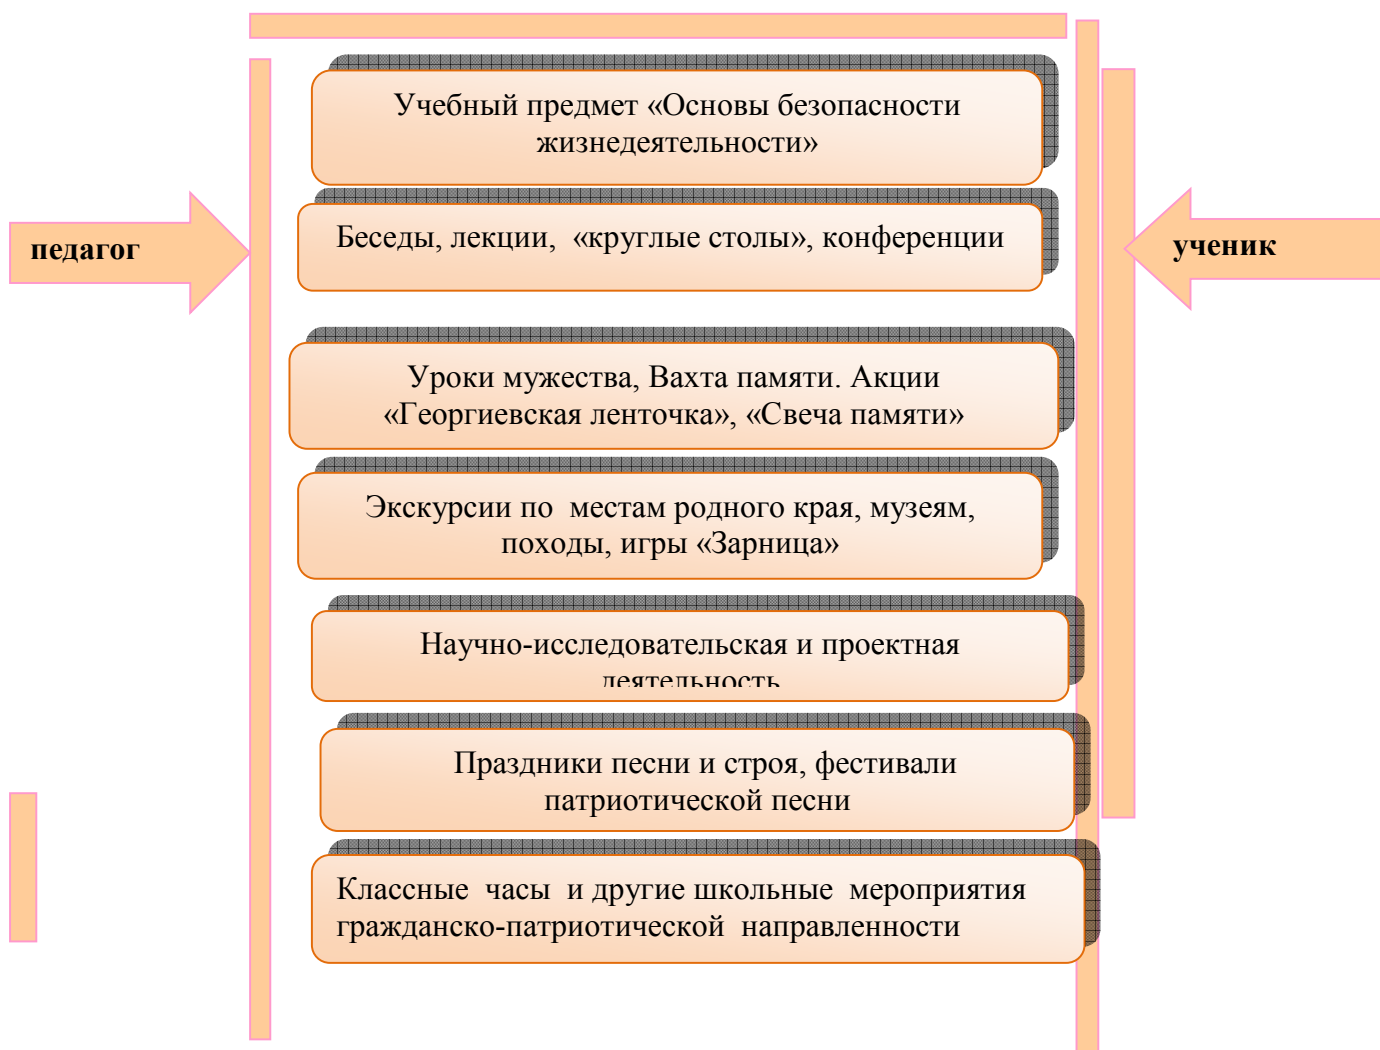 Учебный предмет «Основы безопасности
жизнедеятельности»
педагог
Беседы, лекции, «круглые столы», конференции
ученик
Уроки мужества, Вахта памяти. Акции
«Георгиевская ленточка», «Свеча памяти»
Экскурсии по местам родного края, музеям,
походы, игры «Зарница»
Научно-исследовательская и проектная
деятельность
Праздники песни и строя, фестивали
патриотической песни
Классные часы и другие школьные мероприятия
гражданско-патриотической направленности